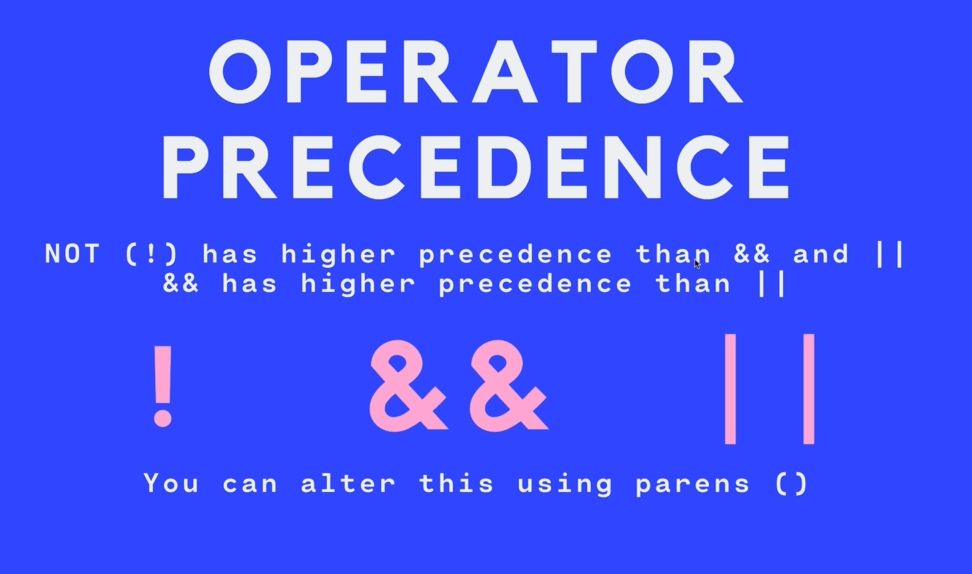 OPERATOR
PRECEDENCE
NOT (!) has higher precedence than && and ||
&& has higher precedence than ||
! && ||
You can alter this using parens ()